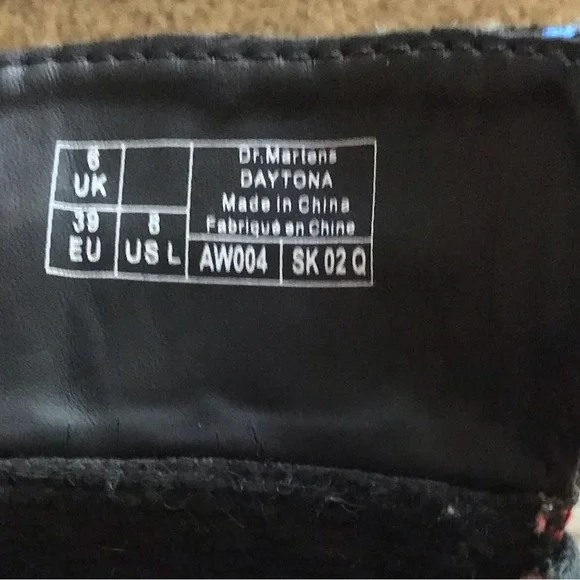 6
UK
39
EU
8
US L
Dr.Martens
DAYTONA
Made in China
Fabriqué en Chine
AW004
SK 02 Q